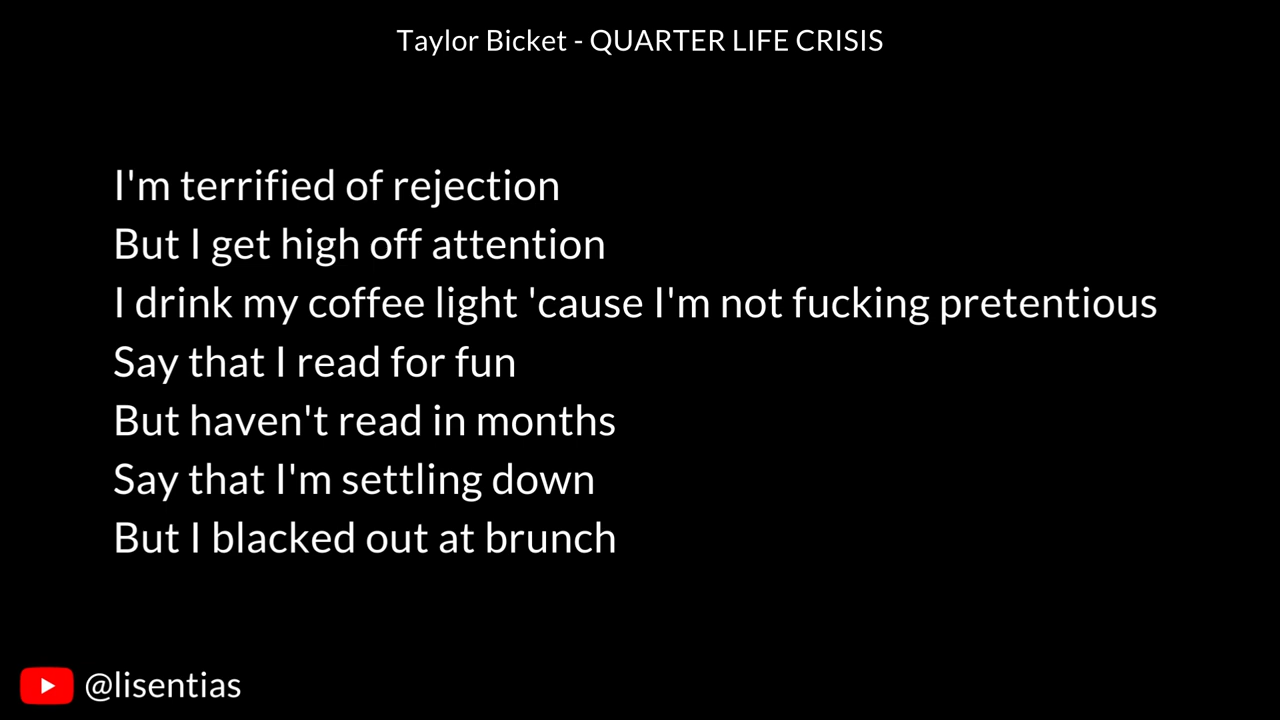 Taylor Bicket - QUARTER LIFE CRISIS
I'm terrified of rejection
But I get high off attention
I drink my coffee light 'cause I'm not fucking pretentious
Say that I read for fun
But haven't read in months
Say that I'm settling down
But I blacked out at brunch
@lisentias